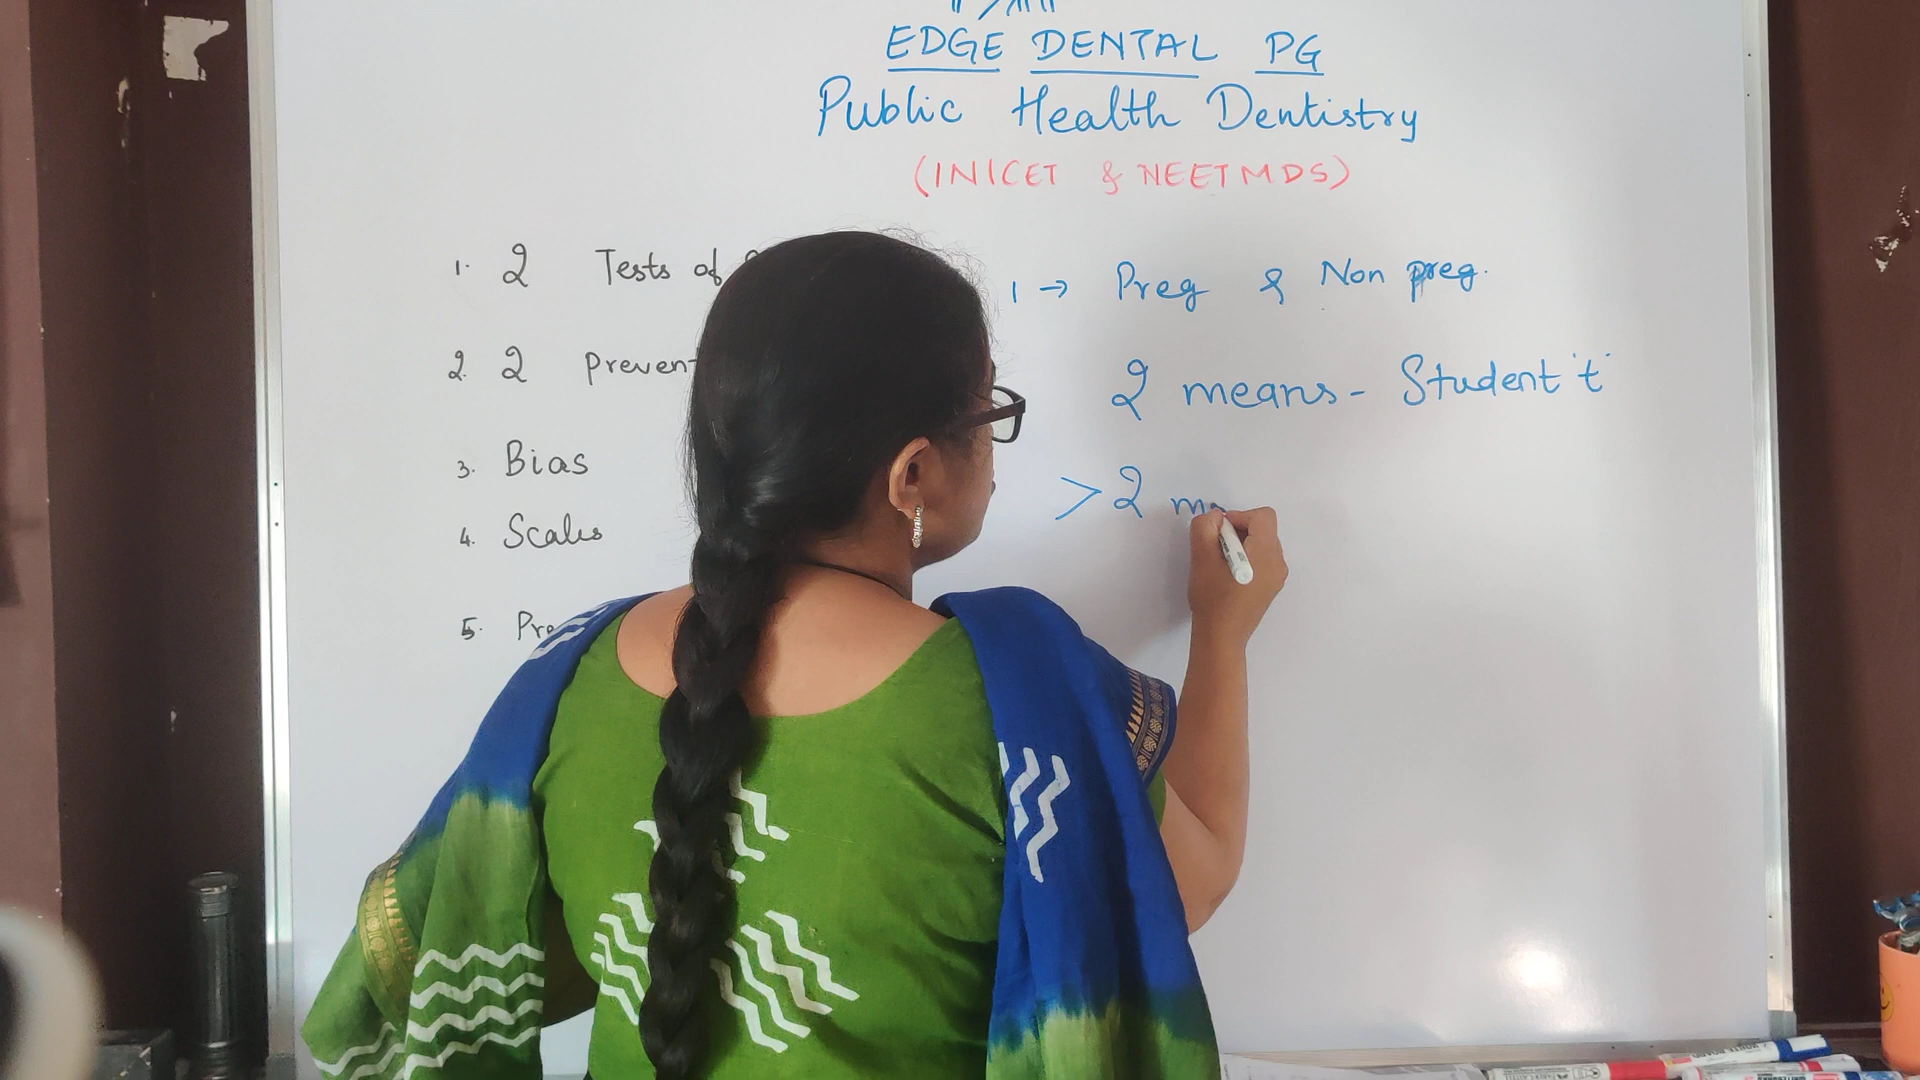 EDGE DENTAL PG
Public Health Dentistry
(INICET & NEETMDS)
1. 2 Tests of
2. 2 Prevent
3. Bias
4. Scales
5. Pre
1 → Preg & Non preg.
2 means - Student 't'
> 2 m